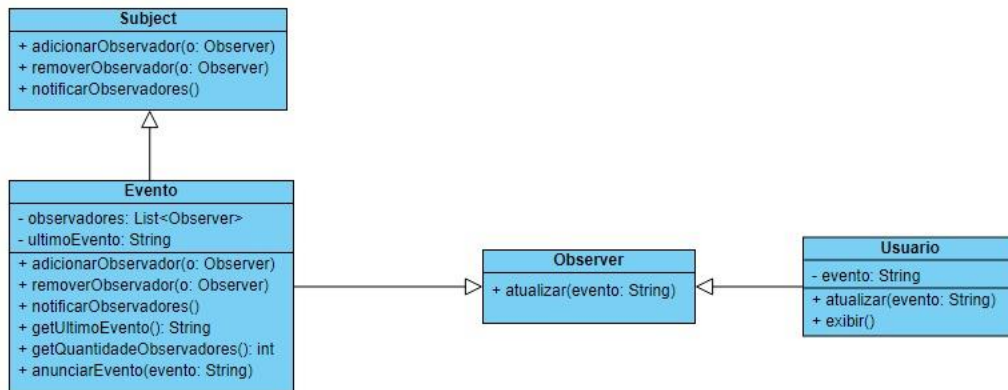 Subject
+ adicionarObservador(o: Observer)
+ removerObservador(o: Observer)
+ notificarObservadores()
Evento
- observadores: List<Observer>
- ultimoEvento: String
+ adicionarObservador(o: Observer)
+ removerObservador(o: Observer)
+ notificarObservadores()
+ getUltimoEvento(): String
+ getQuantidadeObservadores(): int
+ anunciarEvento(evento: String)
Observer
+ atualizar(evento: String)
Usuario
- evento: String
+ atualizar(evento: String)
+ exibir()